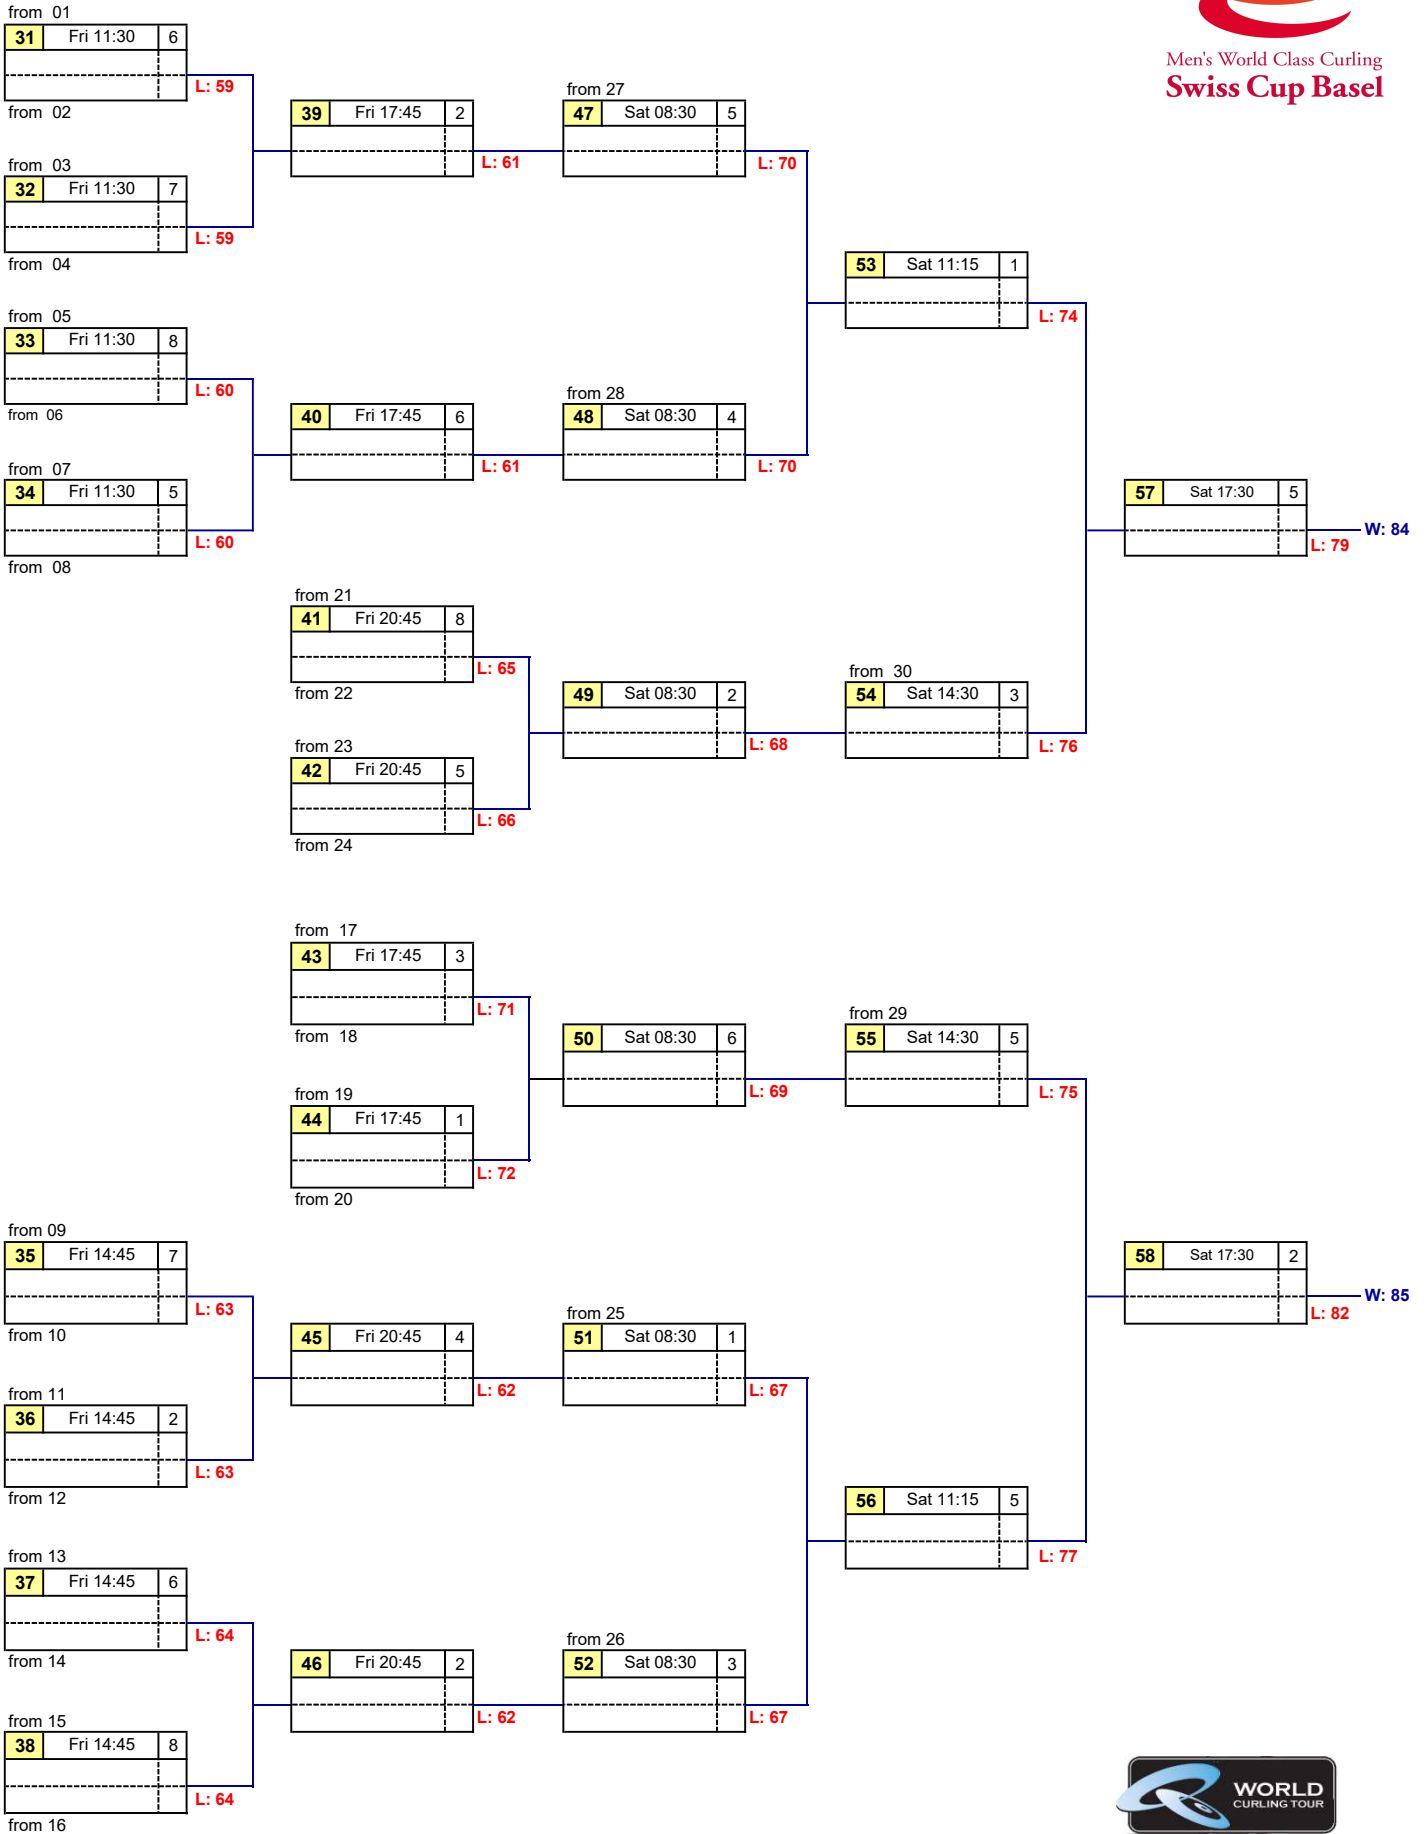 from 01
31 Fri 11:30 6
L: 59
from 02
Men's World Class Curling
Swiss Cup Basel
39 Fri 17:45 2
L: 61
from 27
47 Sat 08:30 5
L: 70
from 03
32 Fri 11:30 7
L: 59
from 04
53 Sat 11:15 1
L: 74
from 05
33 Fri 11:30 8
L: 60
from 06
40 Fri 17:45 6
L: 61
from 28
48 Sat 08:30 4
L: 70
from 07
34 Fri 11:30 5
L: 60
from 08
57 Sat 17:30 5
W: 84
L: 79
from 21
41 Fri 20:45 8
L: 65
from 22
49 Sat 08:30 2
L: 68
from 30
54 Sat 14:30 3
L: 76
from 23
42 Fri 20:45 5
L: 66
from 24
from 17
43 Fri 17:45 3
L: 71
from 18
50 Sat 08:30 6
L: 69
from 29
55 Sat 14:30 5
L: 75
from 19
44 Fri 17:45 1
L: 72
from 20
from 09
35 Fri 14:45 7
L: 63
from 10
58 Sat 17:30 2
W: 85
L: 82
45 Fri 20:45 4
L: 62
from 25
51 Sat 08:30 1
L: 67
from 11
36 Fri 14:45 2
L: 63
from 12
56 Sat 11:15 5
L: 77
from 13
37 Fri 14:45 6
L: 64
from 14
46 Fri 20:45 2
L: 62
from 26
52 Sat 08:30 3
L: 67
from 15
38 Fri 14:45 8
L: 64
from 16
WORLD
CURLING TOUR